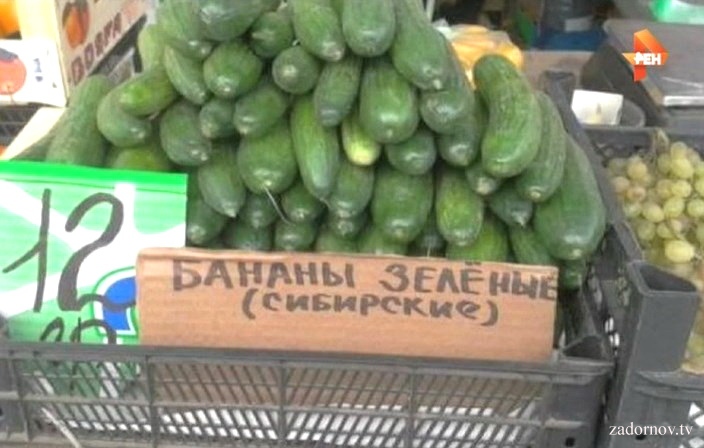 РЕН
12
БАНАНЫ ЗЕЛЁНЫЕ
(СИБИРСКИЕ)
zadornov.tv